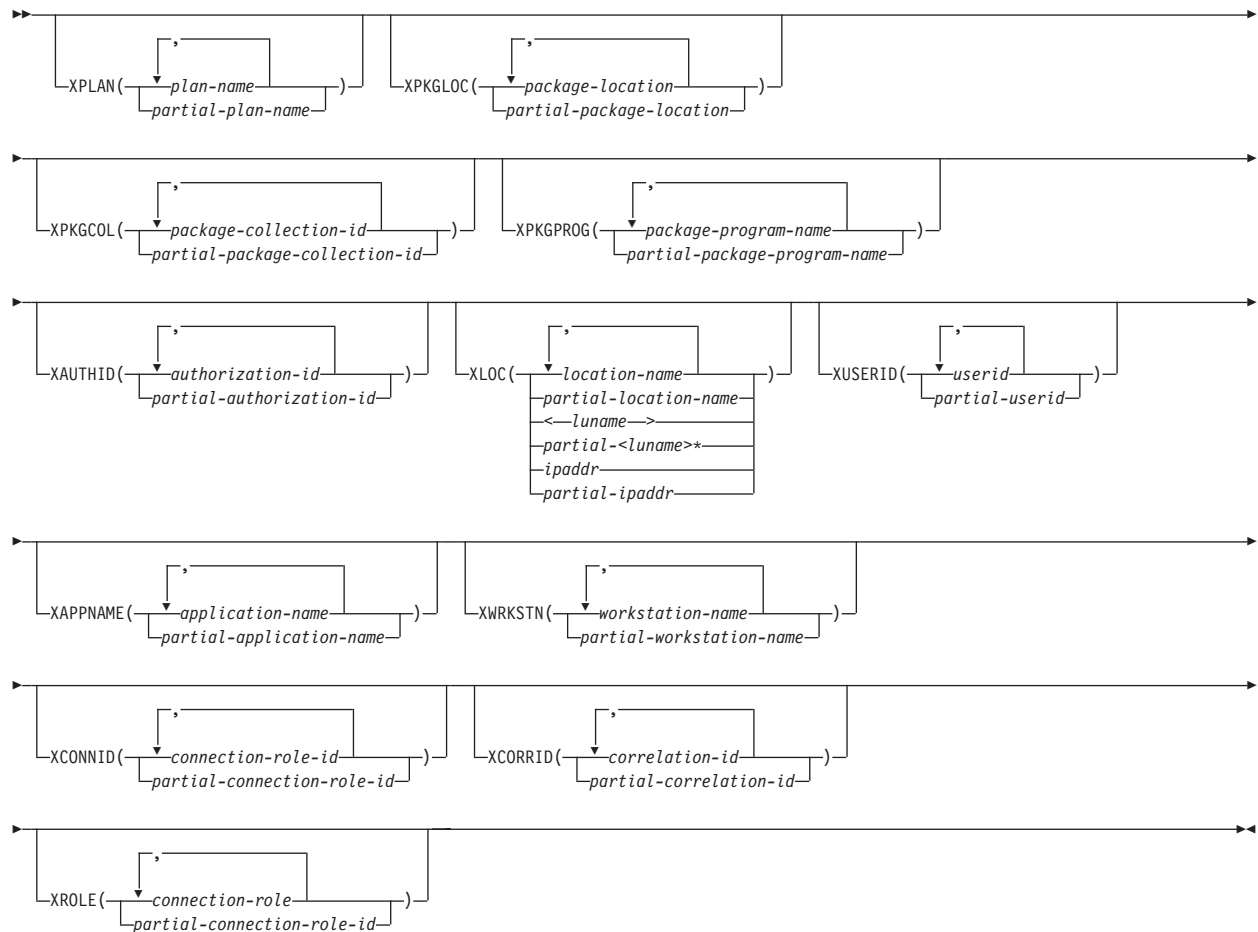 , ,
XPLAN( plan-name ) XPKGLOC( package-location )
partial-plan-name partial-package-location
, ,
XPKGCOL( package-collection-id ) XPKGPROG( package-program-name )
partial-package-collection-id partial-package-program-name
, , ,
XAUTHID( authorization-id ) XLOC( location-name ) XUSERID( userid )
partial-authorization-id partial-location-name partial-userid
< luname >
partial-<luname>*
ipaddr
partial-ipaddr
, ,
XAPPNAME( application-name ) XWRKSTN( workstation-name )
partial-application-name partial-workstation-name
, ,
XCONNID( connection-role-id ) XCORRID( correlation-id )
partial-connection-role-id partial-correlation-id
,
XROLE( connection-role )
partial-connection-role-id